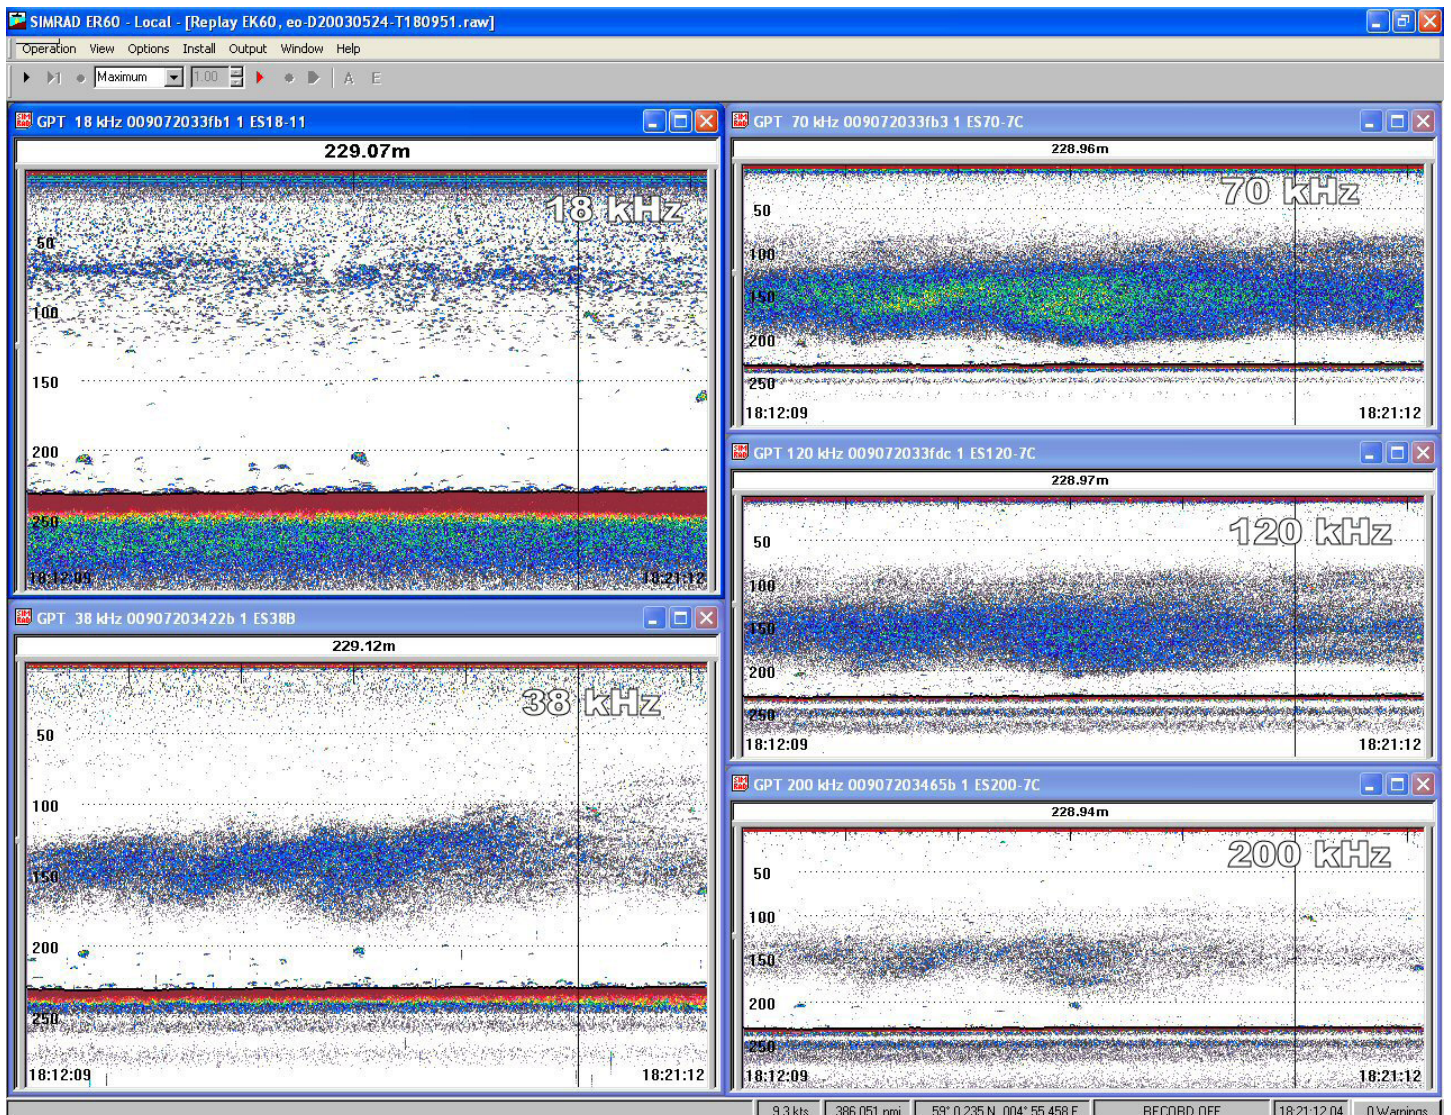 SIMRAD ER60 - Local - [Replay EK60, eo-D20030524-T180951.raw]
Operation View Options Install Output Window Help
Maximum 1.00 A E
GPT 18 kHz 009072033fb1 1 ES18-11
229.07m
18 kHz
50
100
150
200
250
18:12:09 18:21:12
GPT 38 kHz 00907203422b 1 ES38B
229.12m
38 kHz
50
100
150
200
250
18:12:09 18:21:12
GPT 70 kHz 009072033fb3 1 ES70-7C
228.96m
70 kHz
50
100
150
200
250
18:12:09 18:21:12
GPT 120 kHz 009072033fdc 1 ES120-7C
228.97m
120 kHz
50
100
150
200
250
18:12:09 18:21:12
GPT 200 kHz 00907203465b 1 ES200-7C
228.94m
200 kHz
50
100
150
200
250
18:12:09 18:21:12
9.3 kts 386.051 nmi 59° 0.235 N, 004° 55.458 E RECORD OFF 18:21:12.04 0 Warnings